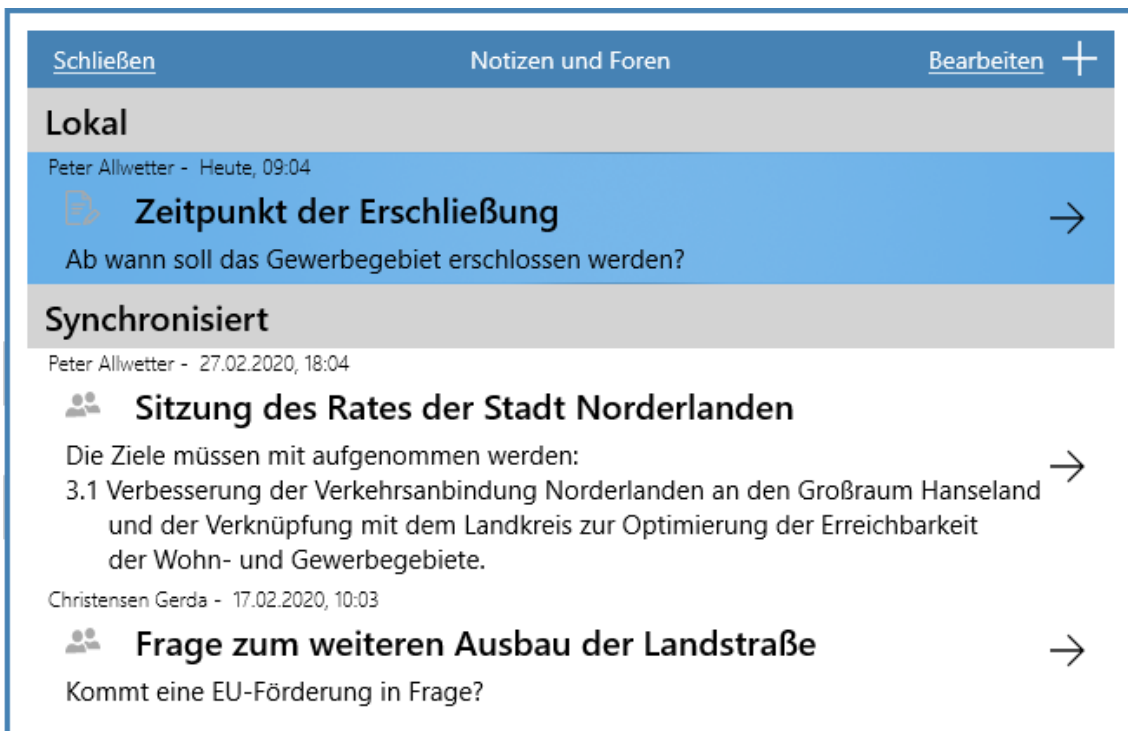 Schließen Notizen und Foren Bearbeiten
Lokal
Peter Allwetter - Heute, 09:04
Zeitpunkt der Erschließung
Ab wann soll das Gewerbegebiet erschlossen werden?
Synchronisiert
Peter Allwetter - 27.02.2020, 18:04
Sitzung des Rates der Stadt Norderlanden
Die Ziele müssen mit aufgenommen werden:
3.1 Verbesserung der Verkehrsanbindung Norderlanden an den Großraum Hanseland
und der Verknüpfung mit dem Landkreis zur Optimierung der Erreichbarkeit
der Wohn- und Gewerbegebiete.
Christensen Gerda - 17.02.2020, 10:03
Frage zum weiteren Ausbau der Landstraße
Kommt eine EU-Förderung in Frage?